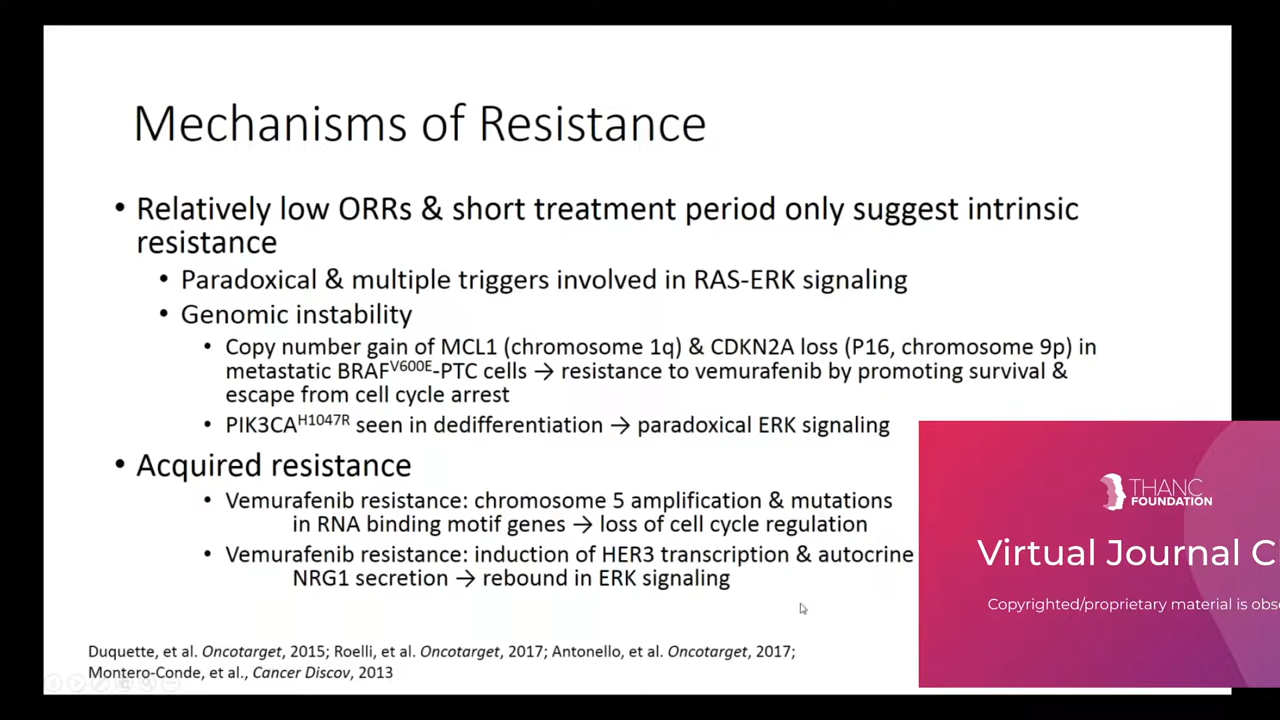 Mechanisms of Resistance
• Relatively low ORRs & short treatment period only suggest intrinsic
resistance
• Paradoxical & multiple triggers involved in RAS-ERK signaling
• Genomic instability
• Copy number gain of MCL1 (chromosome 1q) & CDKN2A loss (P16, chromosome 9p) in
metastatic BRAFV600E-PTC cells → resistance to vemurafenib by promoting survival &
escape from cell cycle arrest
• PIK3CAH1047R seen in dedifferentiation → paradoxical ERK signaling
• Acquired resistance
• Vemurafenib resistance: chromosome 5 amplification & mutations
in RNA binding motif genes → loss of cell cycle regulation
• Vemurafenib resistance: induction of HER3 transcription & autocrine
NRG1 secretion → rebound in ERK signaling
Duquette, et al. Oncotarget, 2015; Roelli, et al. Oncotarget, 2017; Antonello, et al. Oncotarget, 2017;
Montero-Conde, et al., Cancer Discov, 2013
THANC
FOUNDATION
Virtual Journal C
Copyrighted/proprietary material is obs